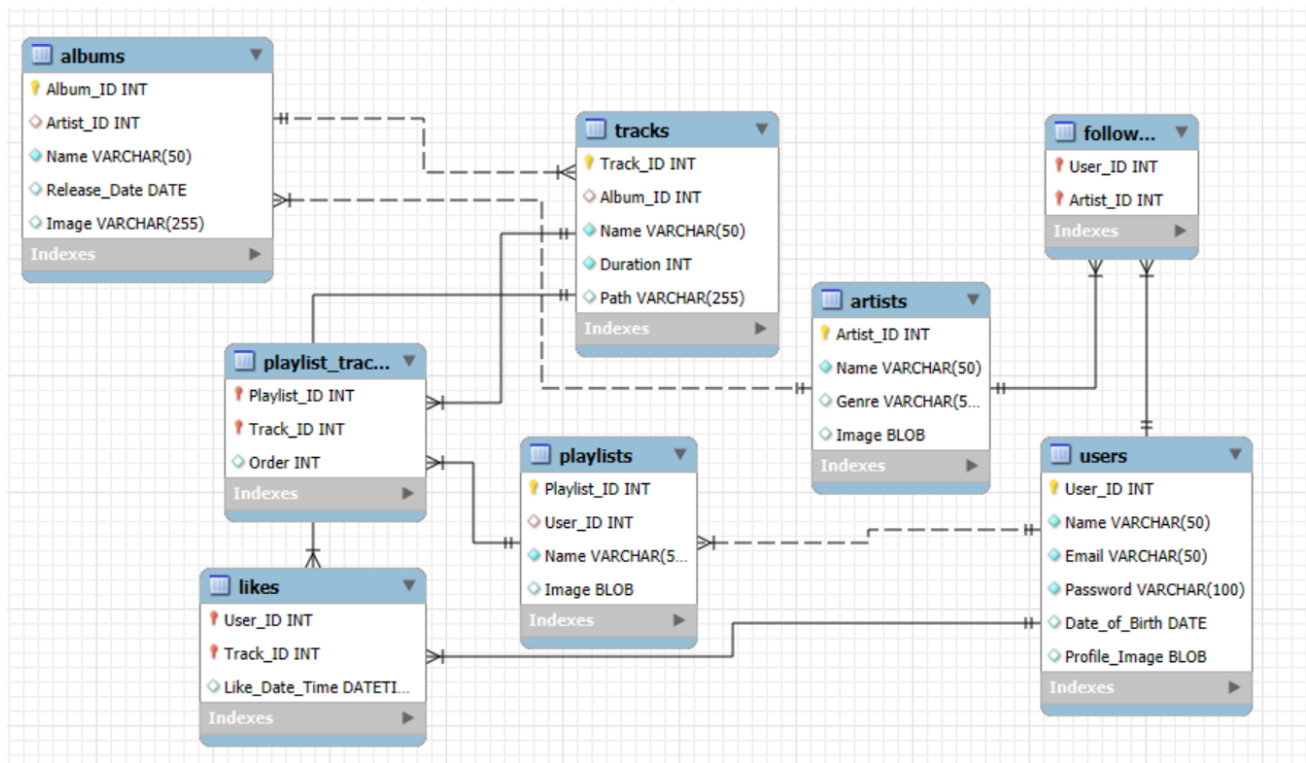 albums
Album_ID INT
Artist_ID INT
Name VARCHAR(50)
Release_Date DATE
Image VARCHAR(255)
Indexes
tracks
Track_ID INT
Album_ID INT
Name VARCHAR(50)
Duration INT
Path VARCHAR(255)
Indexes
follow...
User_ID INT
Artist_ID INT
Indexes
artists
Artist_ID INT
Name VARCHAR(50)
Genre VARCHAR(5...
Image BLOB
Indexes
playlist_trac...
Playlist_ID INT
Track_ID INT
Order INT
Indexes
playlists
Playlist_ID INT
User_ID INT
Name VARCHAR(5...
Image BLOB
Indexes
users
User_ID INT
Name VARCHAR(50)
Email VARCHAR(50)
Password VARCHAR(100)
Date_of_Birth DATE
Profile_Image BLOB
Indexes
likes
User_ID INT
Track_ID INT
Like_Date_Time DATETI...
Indexes